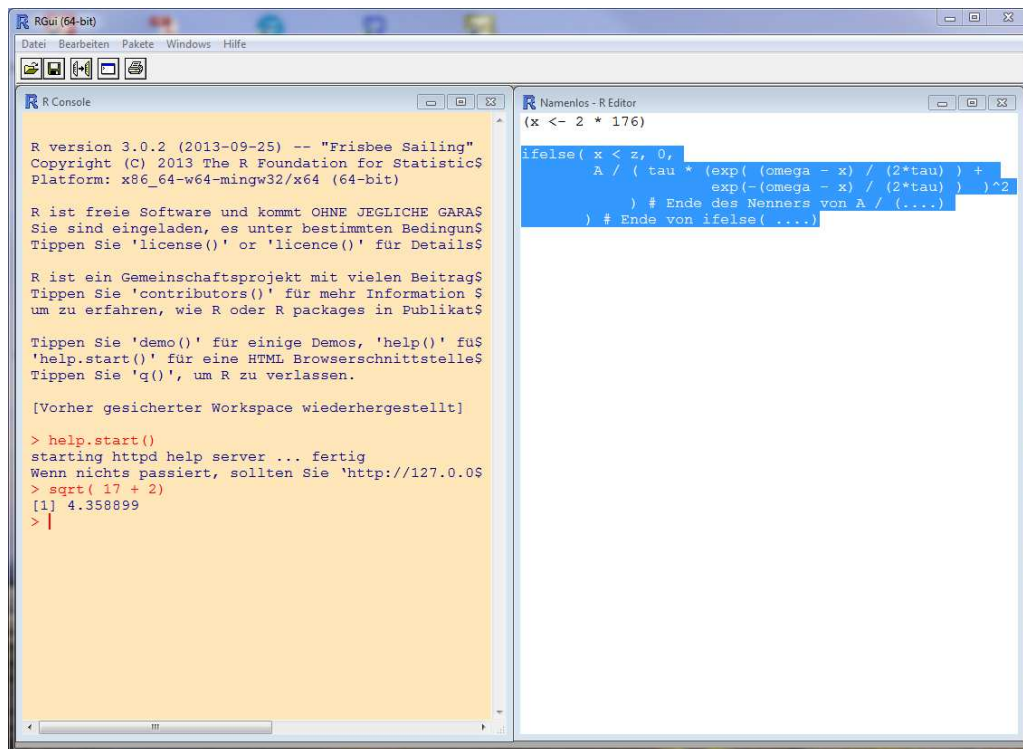 RGui (64-bit)
Datei Bearbeiten Pakete Windows Hilfe
R Console
R version 3.0.2 (2013-09-25) -- "Frisbee Sailing"
Copyright (C) 2013 The R Foundation for Statistic$
Platform: x86_64-w64-mingw32/x64 (64-bit)
R ist freie Software und kommt OHNE JEGLICHE GARA$
Sie sind eingeladen, es unter bestimmten Bedingun$
Tippen Sie 'license()' or 'licence()' für Details$
R ist ein Gemeinschaftsprojekt mit vielen Beitrag$
Tippen Sie 'contributors()' für mehr Information $
um zu erfahren, wie R oder R packages in Publikat$
Tippen Sie 'demo()' für einige Demos, 'help()' fü$
'help.start()' für eine HTML Browserschnittstelle$
Tippen Sie 'q()', um R zu verlassen.
[Vorher gesicherter Workspace wiederhergestellt]
> help.start()
starting httpd help server ... fertig
Wenn nichts passiert, sollten Sie ‘http://127.0.0$
> sqrt( 17 + 2)
[1] 4.358899
>
Namenlos - R Editor
(x <- 2 * 176)
ifelse( x < z, 0,
A / ( tau * (exp( (omega - x) / (2*tau) ) +
exp(-(omega - x) / (2*tau) ) )^2
) # Ende des Nenners von A / (....)
) # Ende von ifelse( ....)